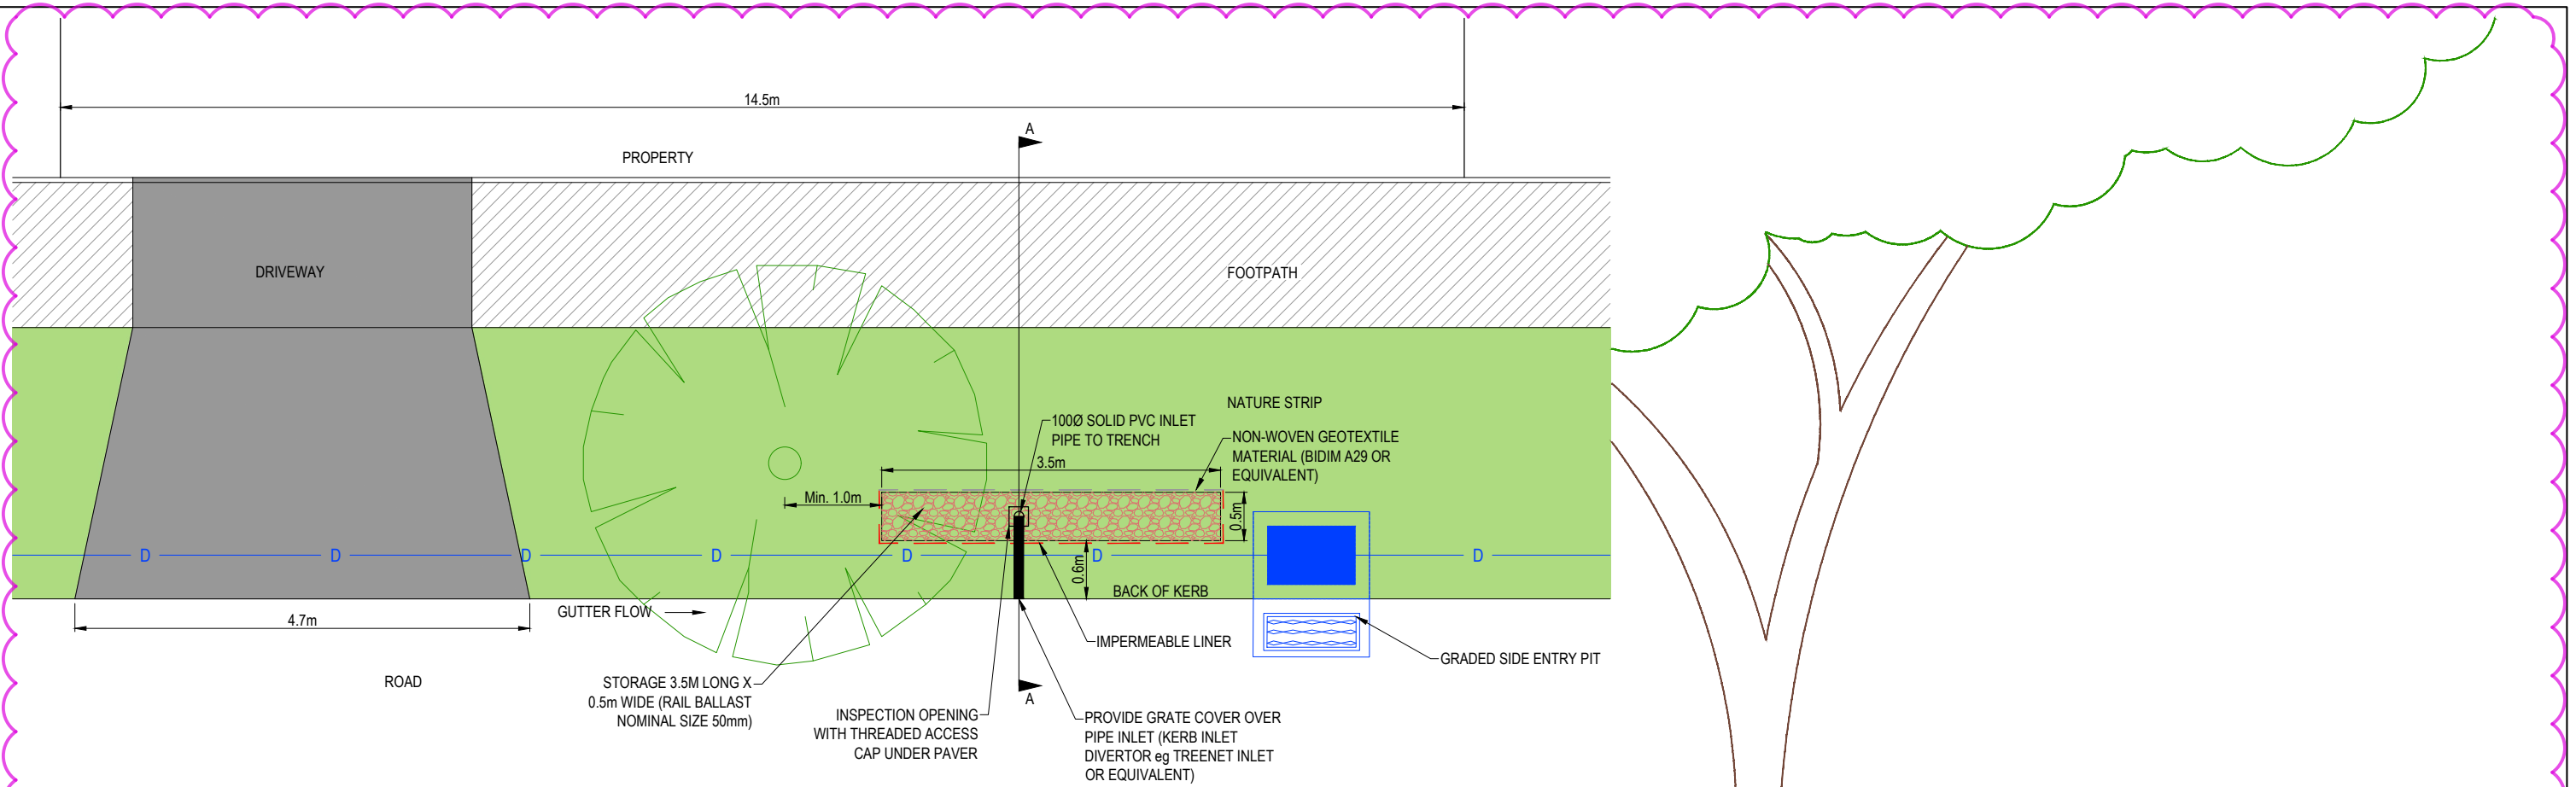 14.5m
A
PROPERTY
DRIVEWAY
FOOTPATH
NATURE STRIP
100Ø SOLID PVC INLET
PIPE TO TRENCH
NON-WOVEN GEOTEXTILE
MATERIAL (BIDIM A29 OR
EQUIVALENT)
3.5m
Min. 1.0m
0.5m
D
D
D
D
D
D
D
0.6m
BACK OF KERB
GUTTER FLOW
4.7m
IMPERMEABLE LINER
GRADED SIDE ENTRY PIT
ROAD
STORAGE 3.5M LONG X
0.5m WIDE (RAIL BALLAST
NOMINAL SIZE 50mm)
A
INSPECTION OPENING
WITH THREADED ACCESS
CAP UNDER PAVER
PROVIDE GRATE COVER OVER
PIPE INLET (KERB INLET
DIVERTOR eg TREENET INLET
OR EQUIVALENT)